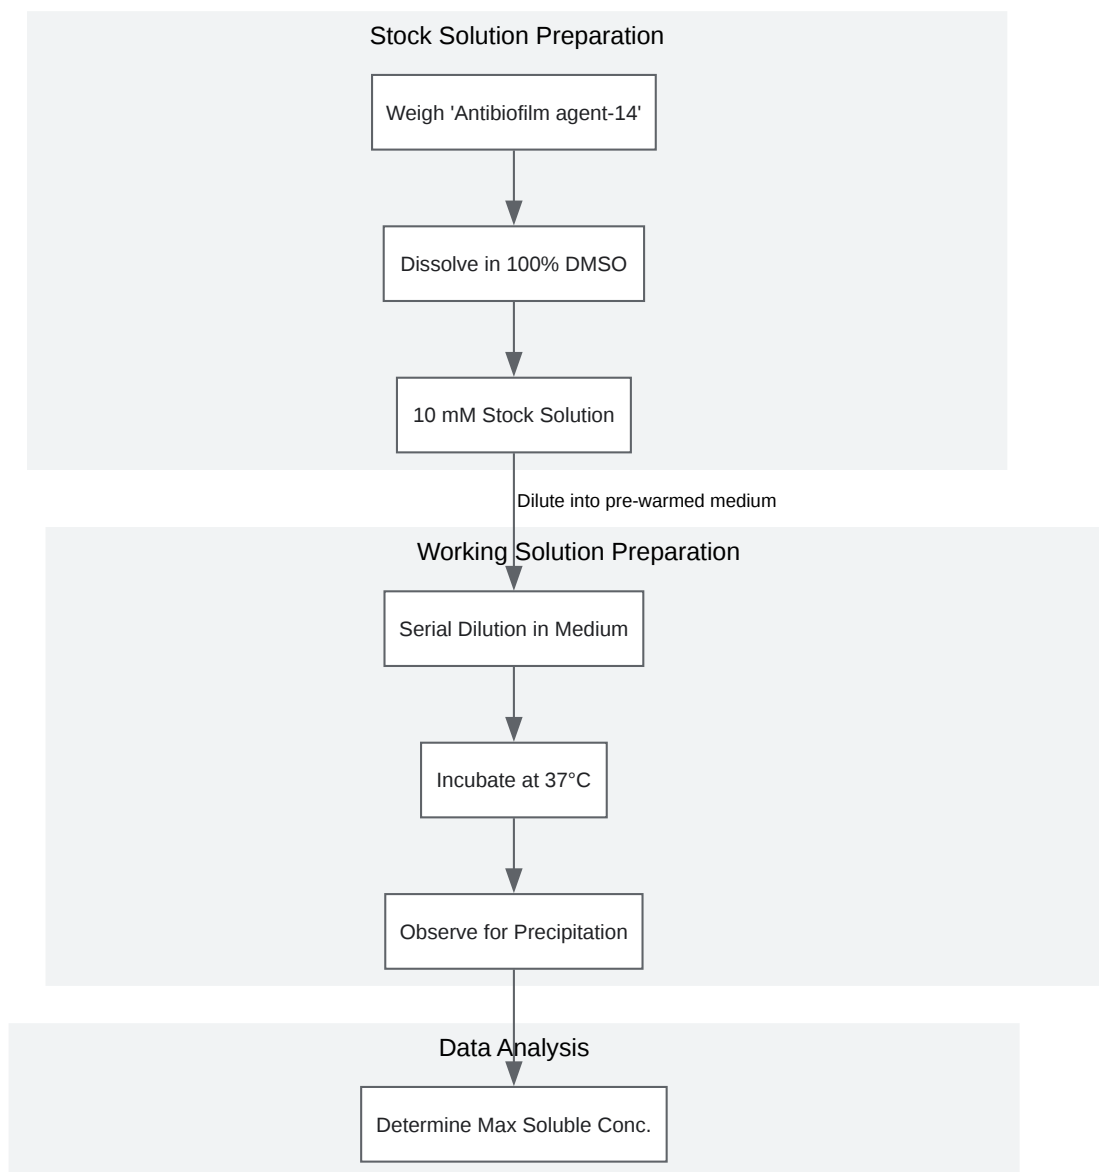 Stock Solution Preparation
Weigh 'Antibiofilm agent-14'
Dissolve in 100% DMSO
10 mM Stock Solution
Dilute into pre-warmed medium
Working Solution Preparation
Serial Dilution in Medium
Incubate at 37°C
Observe for Precipitation
Data Analysis
Determine Max Soluble Conc.